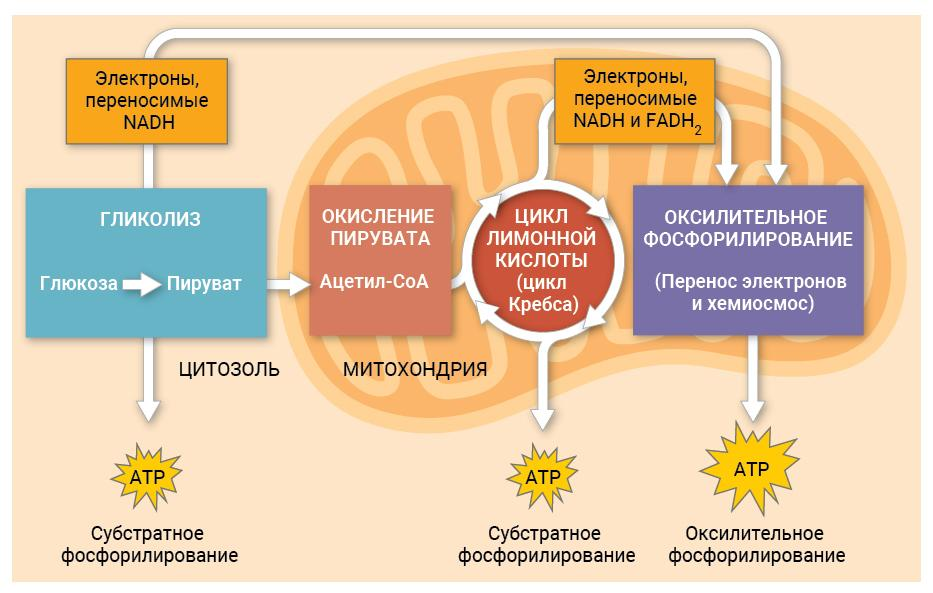 Электроны,
переносимые
NADH
Электроны,
переносимые
NADH и FADH2
ГЛИКОЛИЗ
Глюкоза
Пируват
ОКИСЛЕНИЕ
ПИРУВАТА
Ацетил-СоА
ЦИКЛ
ЛИМОННОЙ
КИСЛОТЫ
(цикл
Кребса)
ОКСИЛИТЕЛЬНОЕ
ФОСФОРИЛИРОВАНИЕ
(Перенос электронов
и хемиосмос)
ЦИТОЗОЛЬ
МИТОХОНДРИЯ
ATP
Субстратное
фосфорилирование
ATP
Субстратное
фосфорилирование
ATP
Оксилительное
фосфорилирование